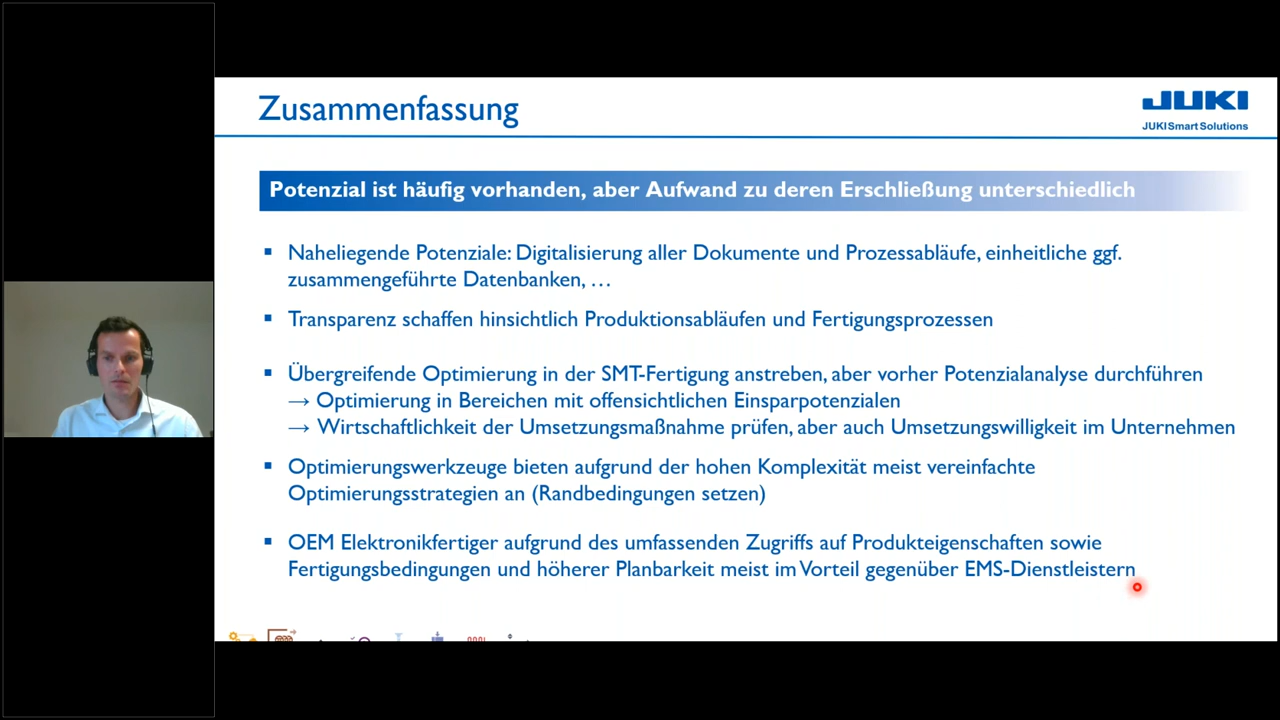 Zusammenfassung
JUKI
JUKI Smart Solutions
Potenzial ist häufig vorhanden, aber Aufwand zu deren Erschließung unterschiedlich
▪ Naheliegende Potenziale: Digitalisierung aller Dokumente und Prozessabläufe, einheitliche ggf.
zusammengeführte Datenbanken, …
▪ Transparenz schaffen hinsichtlich Produktionsabläufen und Fertigungsprozessen
▪ Übergreifende Optimierung in der SMT-Fertigung anstreben, aber vorher Potenzialanalyse durchführen
→ Optimierung in Bereichen mit offensichtlichen Einsparpotenzialen
→ Wirtschaftlichkeit der Umsetzungsmaßnahme prüfen, aber auch Umsetzungswilligkeit im Unternehmen
▪ Optimierungswerkzeuge bieten aufgrund der hohen Komplexität meist vereinfachte
Optimierungsstrategien an (Randbedingungen setzen)
▪ OEM Elektronikfertiger aufgrund des umfassenden Zugriffs auf Produkteigenschaften sowie
Fertigungsbedingungen und höherer Planbarkeit meist im Vorteil gegenüber EMS-Dienstleistern